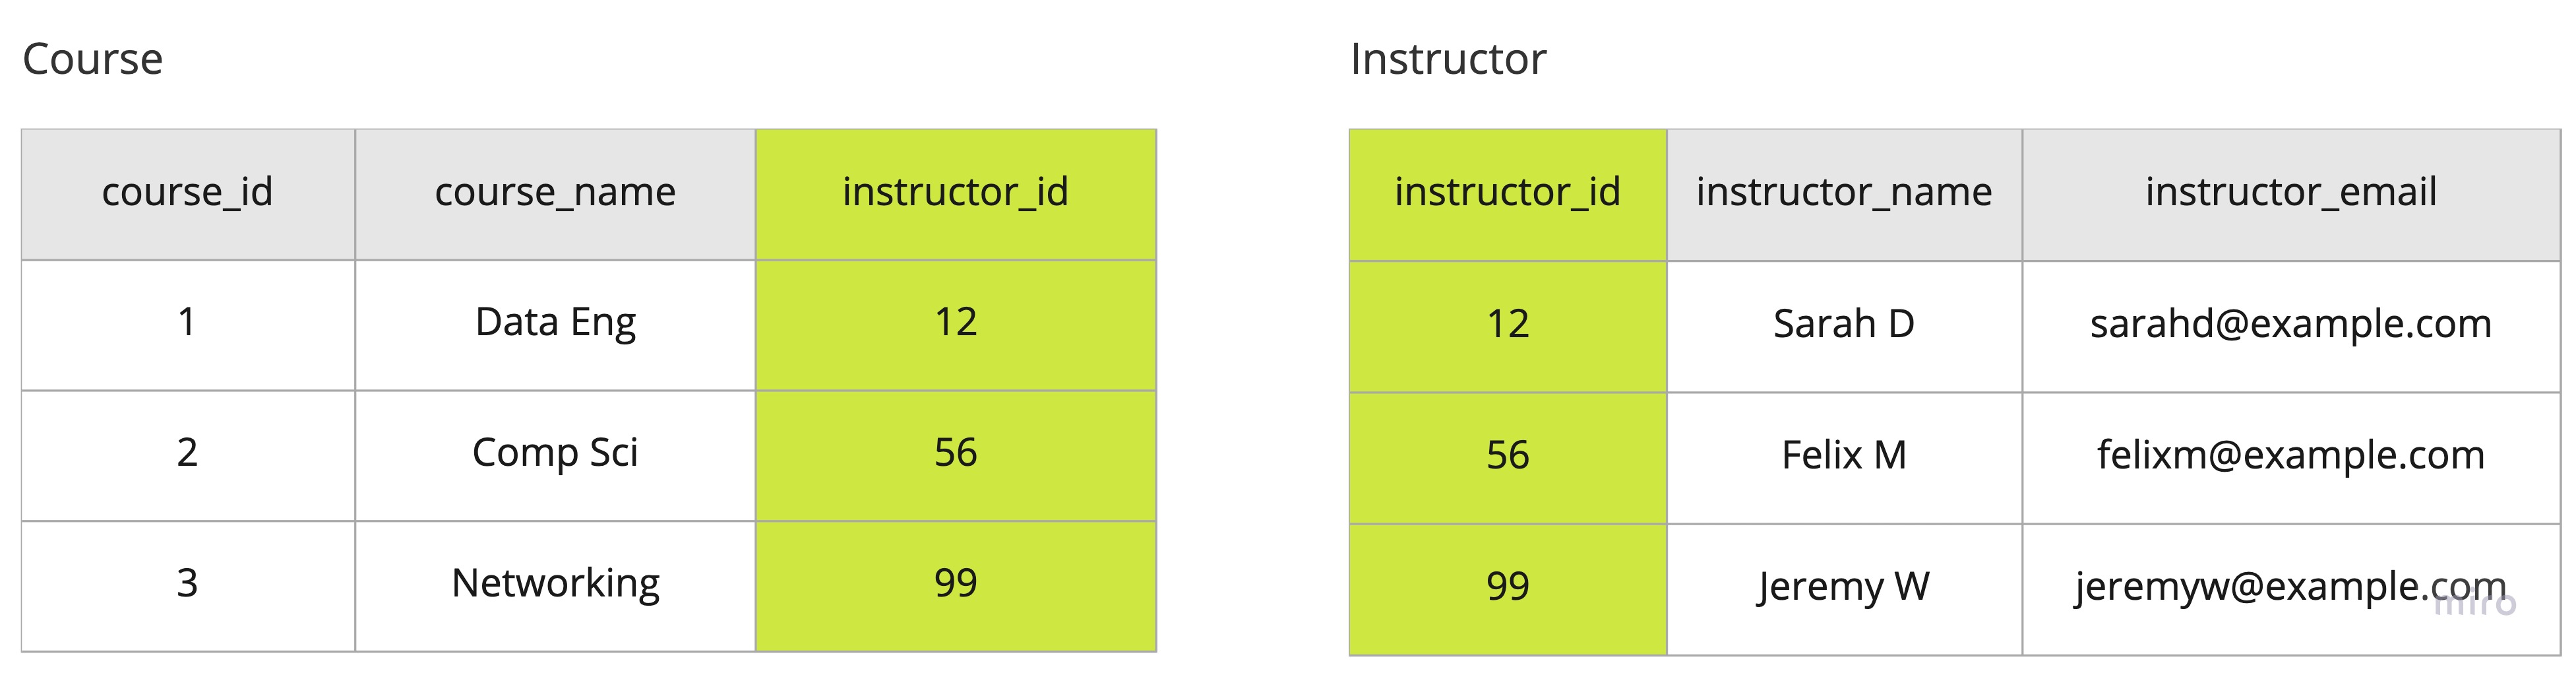 Course
course_id course_name instructor_id
1 Data Eng 12
2 Comp Sci 56
3 Networking 99
Instructor
instructor_id instructor_name instructor_email
12 Sarah D sarahd@example.com
56 Felix M felixm@example.com
99 Jeremy W jeremyw@example.com
miro